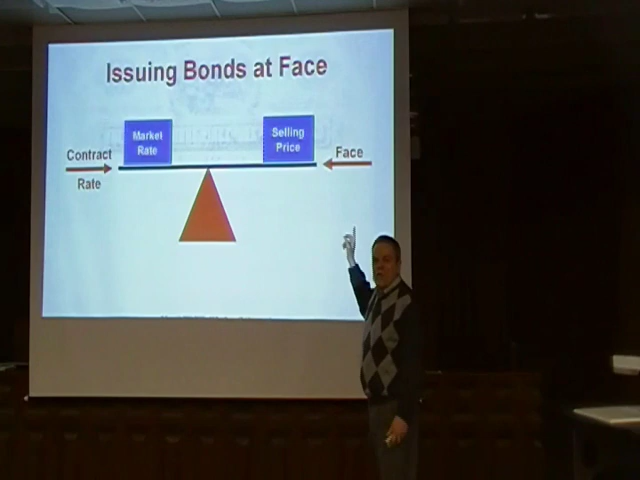 Issuing Bonds at Face
Market
Rate
Selling
Price
Contract
Rate
Face